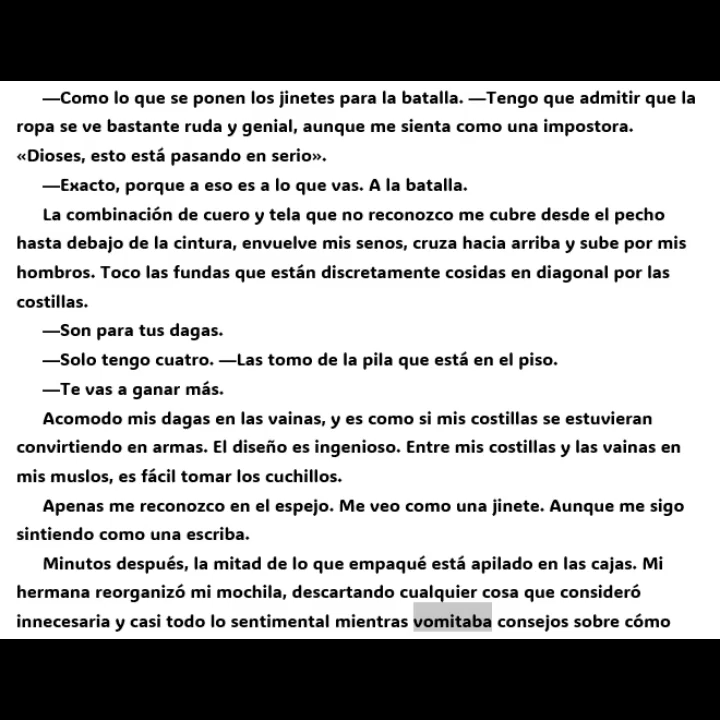 —Como lo que se ponen los jinetes para la batalla. —Tengo que admitir que la
ropa se ve bastante ruda y genial, aunque me sienta como una impostora.
«Dioses, esto está pasando en serio».
—Exacto, porque a eso es a lo que vas. A la batalla.
La combinación de cuero y tela que no reconozco me cubre desde el pecho
hasta debajo de la cintura, envuelve mis senos, cruza hacia arriba y sube por mis
hombros. Toco las fundas que están discretamente cosidas en diagonal por las
costillas.
—Son para tus dagas.
—Solo tengo cuatro. —Las tomo de la pila que está en el piso.
—Te vas a ganar más.
Acomodo mis dagas en las vainas, y es como si mis costillas se estuvieran
convirtiendo en armas. El diseño es ingenioso. Entre mis costillas y las vainas en
mis muslos, es fácil tomar los cuchillos.
Apenas me reconozco en el espejo. Me veo como una jinete. Aunque me sigo
sintiendo como una escriba.
Minutos después, la mitad de lo que empaqué está apilado en las cajas. Mi
hermana reorganizó mi mochila, descartando cualquier cosa que consideró
innecesaria y casi todo lo sentimental mientras vomitaba consejos sobre cómo